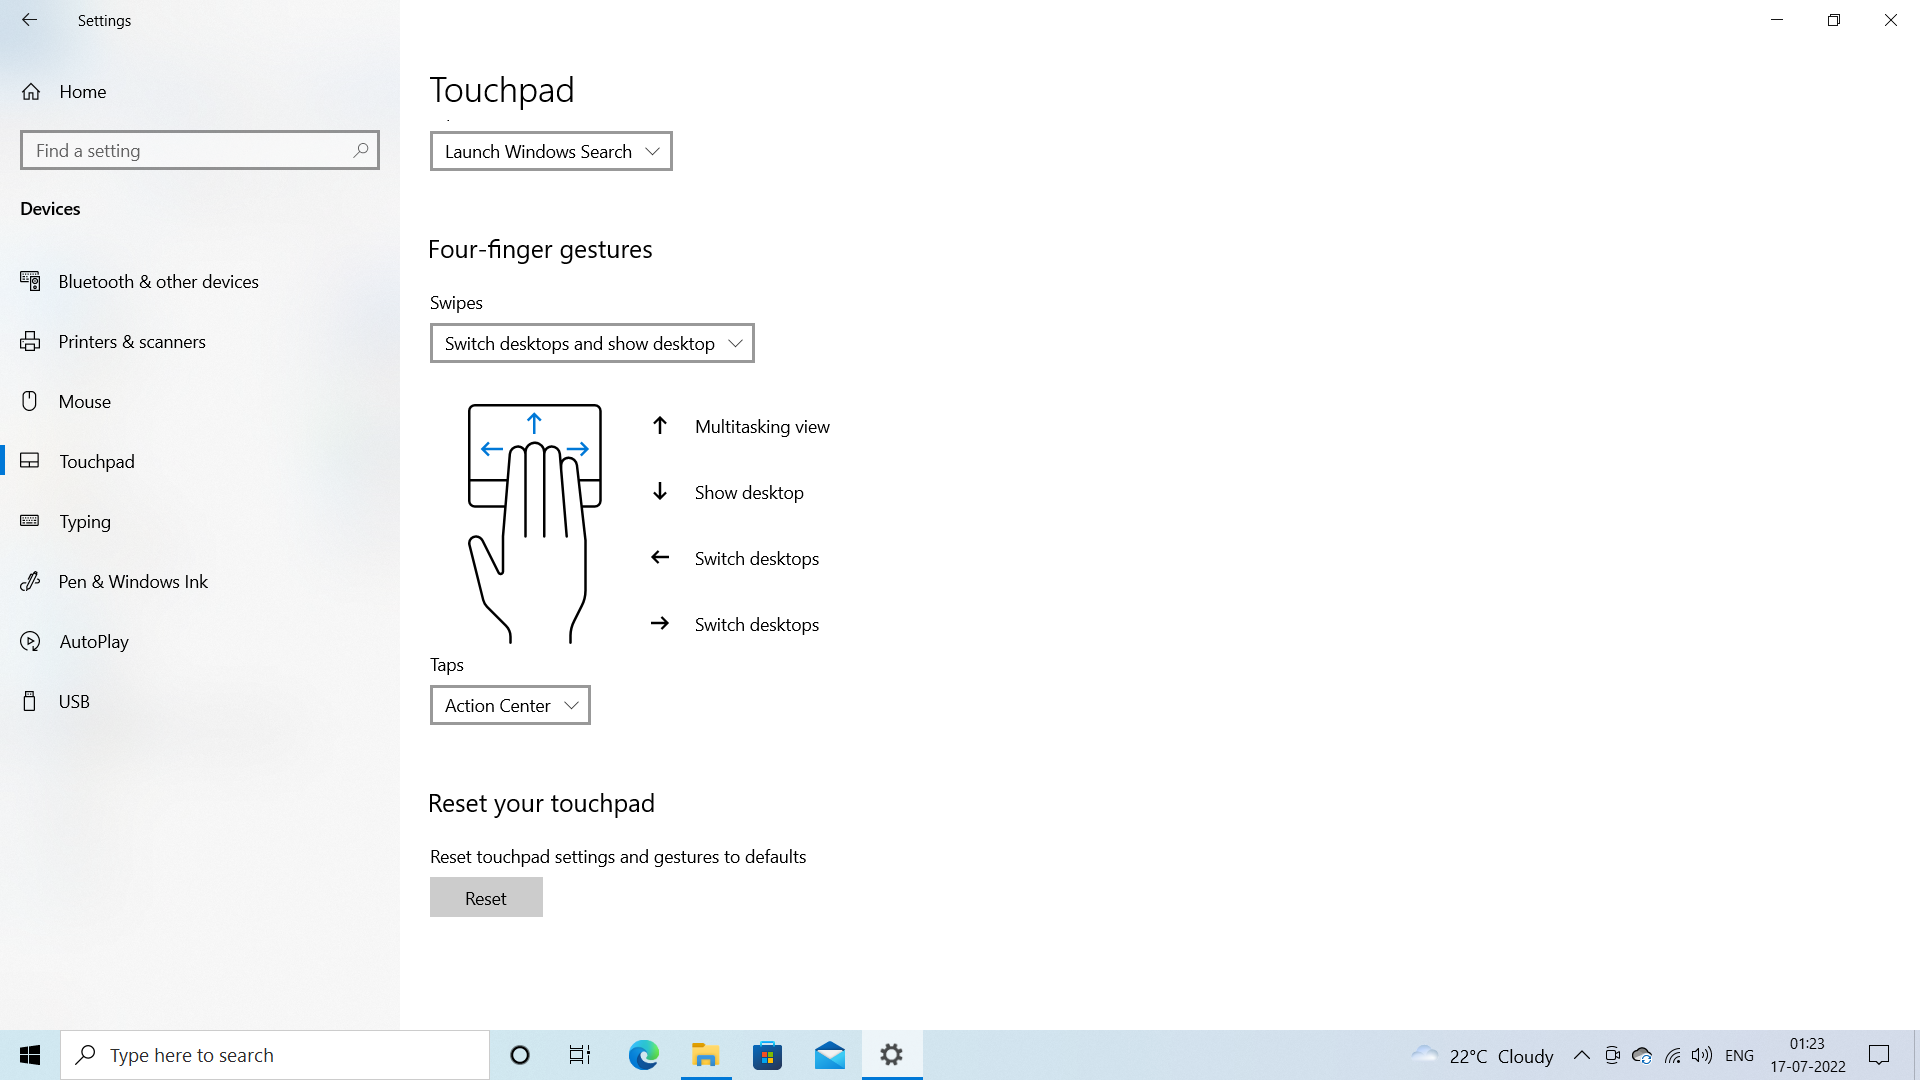 Settings
Home
Find a setting
Devices
Bluetooth & other devices
Printers & scanners
Mouse
Touchpad
Typing
Pen & Windows Ink
AutoPlay
USB
Touchpad
Launch Windows Search
Four-finger gestures
Swipes
Switch desktops and show desktop
Multitasking view
Show desktop
Switch desktops
Switch desktops
Taps
Action Center
Reset your touchpad
Reset touchpad settings and gestures to defaults
Reset
Type here to search
22°C Cloudy
ENG
01:23
17-07-2022